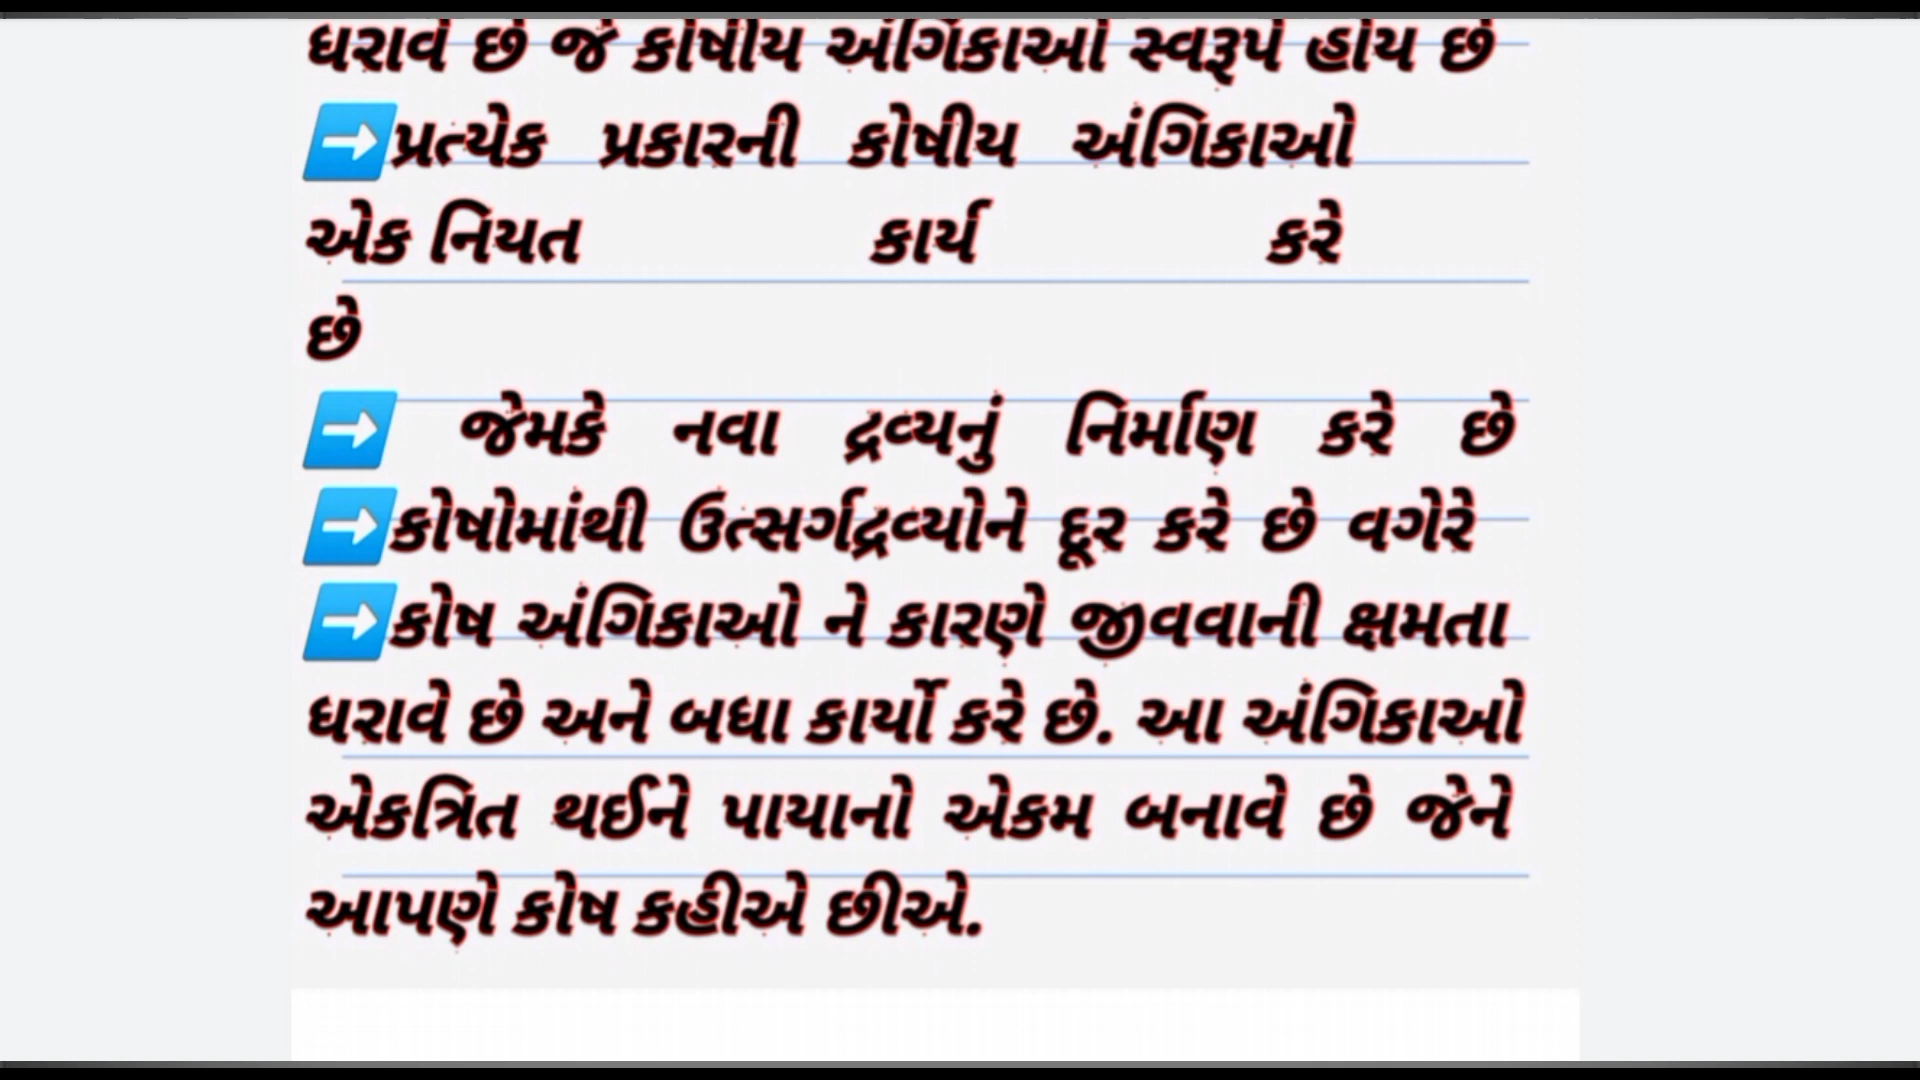 ધરાવે છે જે કોષીય અંગિકાઓ સ્વરૂપે હોય છે
➡️પ્રત્યેક પ્રકારની કોષીય અંગિકાઓ
એક નિયત કાર્ય કરે
છે
➡️ જેમકે નવા દ્રવ્યનું નિર્માણ કરે છે
➡️કોષોમાંથી ઉત્સર્ગદ્રવ્યોને દૂર કરે છે વગેરે
➡️કોષ અંગિકાઓ ને કારણે જીવવાની ક્ષમતા
ધરાવે છે અને બધા કાર્યો કરે છે. આ અંગિકાઓ
એકત્રિત થઈને પાયાનો એકમ બનાવે છે જેને
આપણે કોષ કહીએ છીએ.